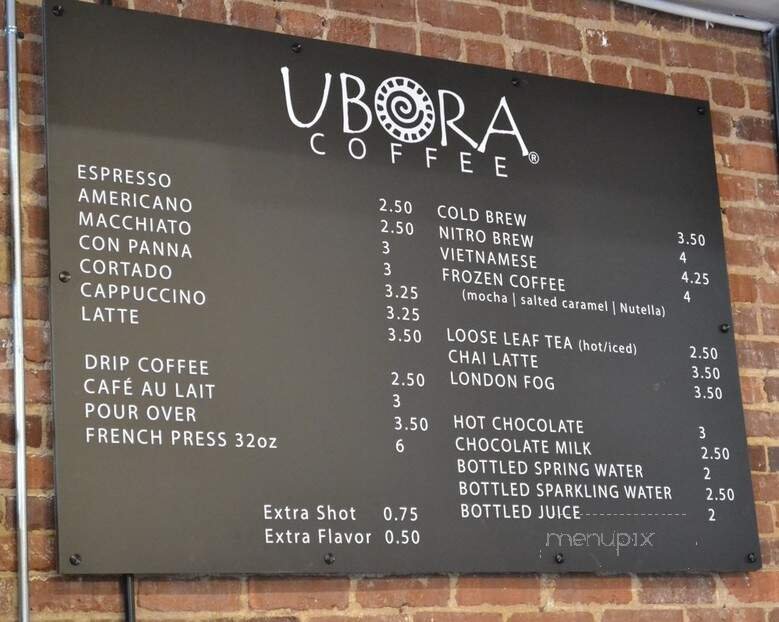 UBORA
COFFEE®
ESPRESSO 2.50
AMERICANO 2.50
MACCHIATO 3
CON PANNA 3
CORTADO 3.25
CAPPUCCINO 3.25
LATTE 3.50
DRIP COFFEE 2.50
CAFÉ AU LAIT 3
POUR OVER 3.50
FRENCH PRESS 32oz 6
Extra Shot 0.75
Extra Flavor 0.50
COLD BREW 3.50
NITRO BREW 4
VIETNAMESE 4.25
FROZEN COFFEE 4
(mocha | salted caramel | Nutella)
LOOSE LEAF TEA (hot/iced) 2.50
CHAI LATTE 3.50
LONDON FOG 3.50
HOT CHOCOLATE 3
CHOCOLATE MILK 2.50
BOTTLED SPRING WATER 2
BOTTLED SPARKLING WATER 2.50
BOTTLED JUICE 2
menupix